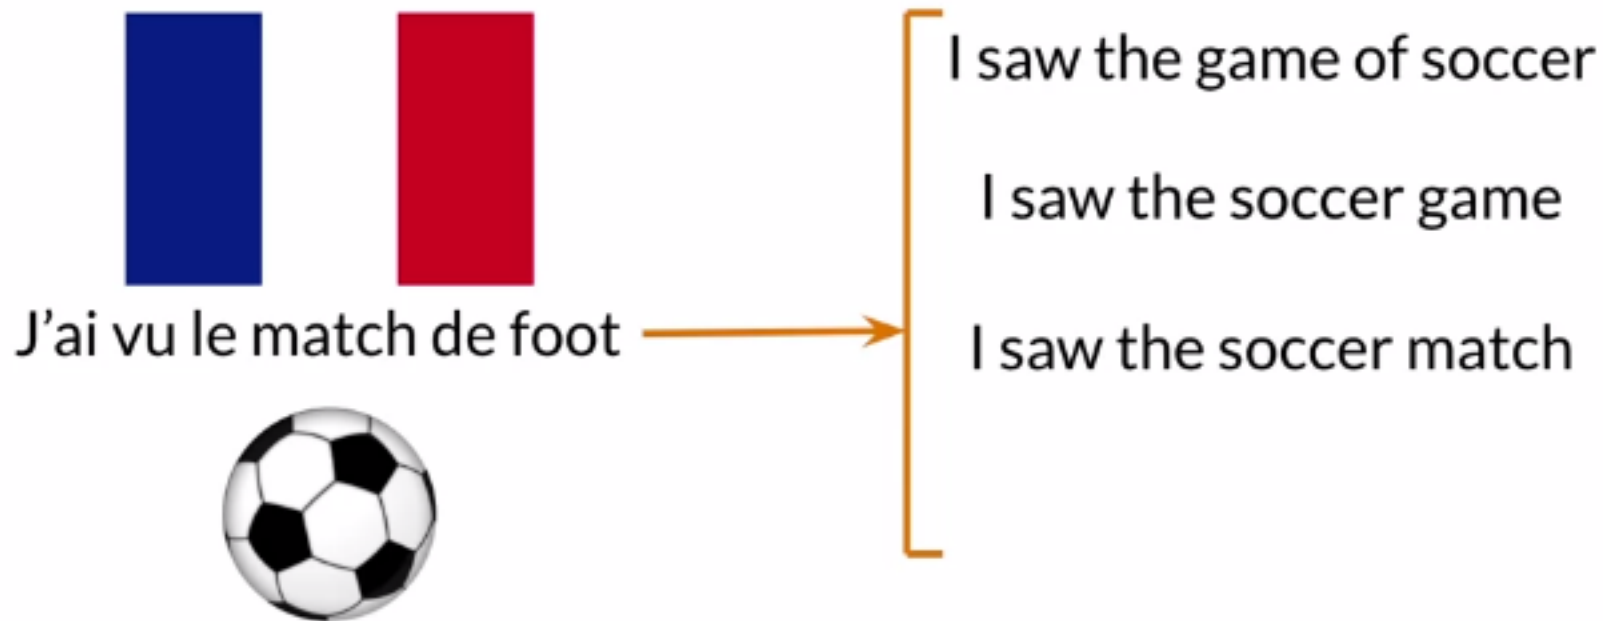 J’ai vu le match de foot
I saw the game of soccer
I saw the soccer game
I saw the soccer match